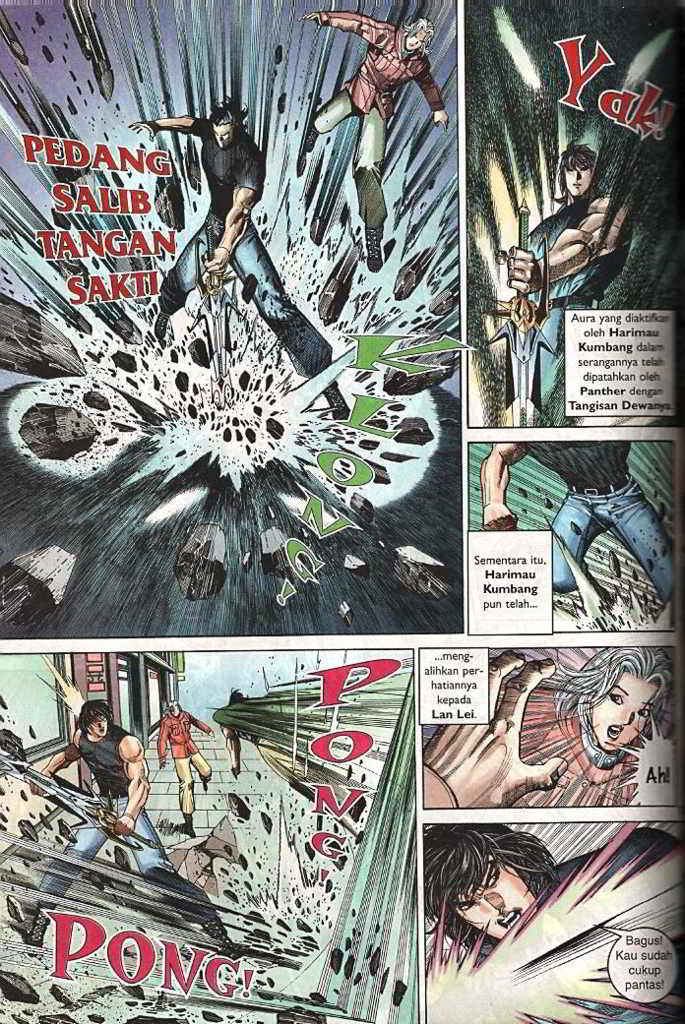 PEDANG
SALIB
TANGAN
SAKTI
KLONG!
Yak!
Aura yang diaktifkan
oleh Harimau
Kumbang dalam
serangannya telah
dipatahkan oleh
Panther dengan
Tangisan Dewanya.
Sementara itu,
Harimau
Kumbang
pun telah...
PONG!
PONG!
PONG!
...meng-
alihkan per-
hatiannya
kepada
Lan Lei.
Ah!
Bagus!
Kau sudah
cukup
pantas!